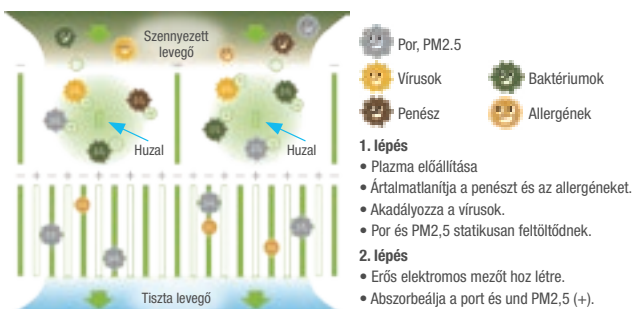 Szennyezett
levegő
Huzal
Huzal
Tiszta levegő
Por, PM2.5
Vírusok
Baktériumok
Penész
Allergének
1. lépés
• Plazma előállítása
• Ártalmatlanítja a penészt és az allergéneket.
• Akadályozza a vírusok.
• Por és PM2,5 statikusan feltöltődnek.
2. lépés
• Erős elektromos mezőt hoz létre.
• Abszorbeálja a port és und PM2,5 (+).